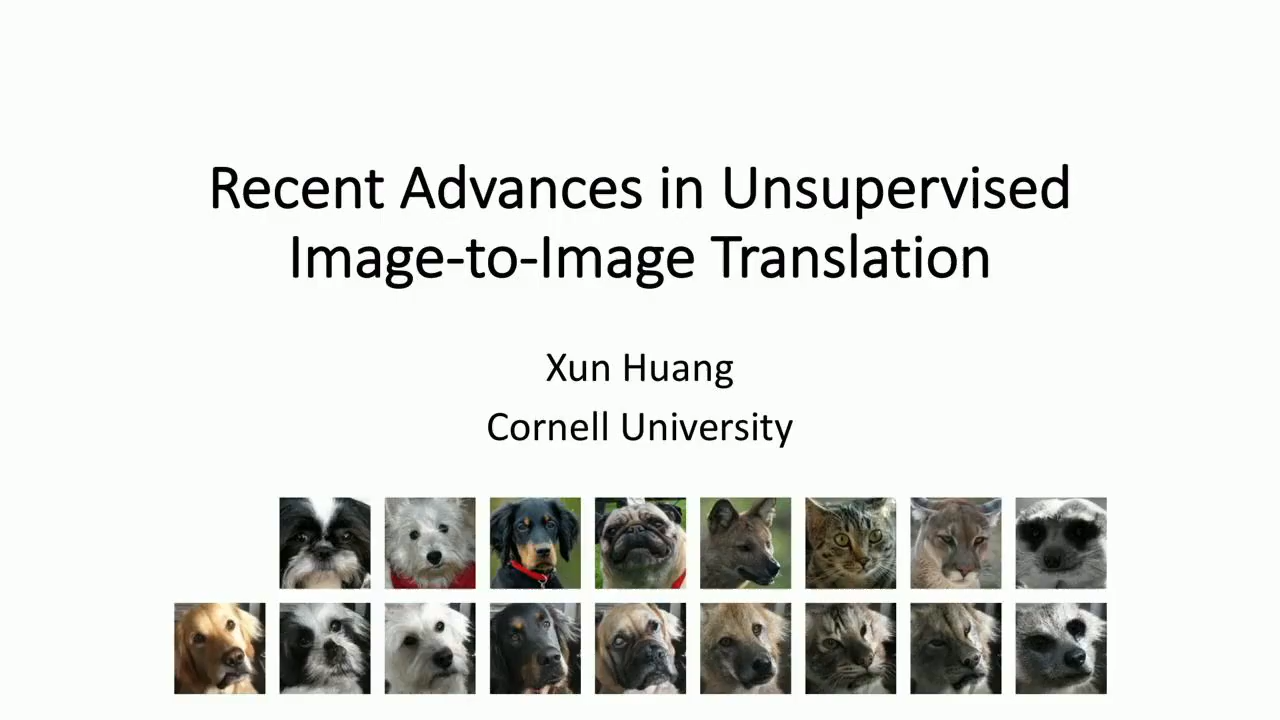 Recent Advances in Unsupervised
Image-to-Image Translation
Xun Huang
Cornell University